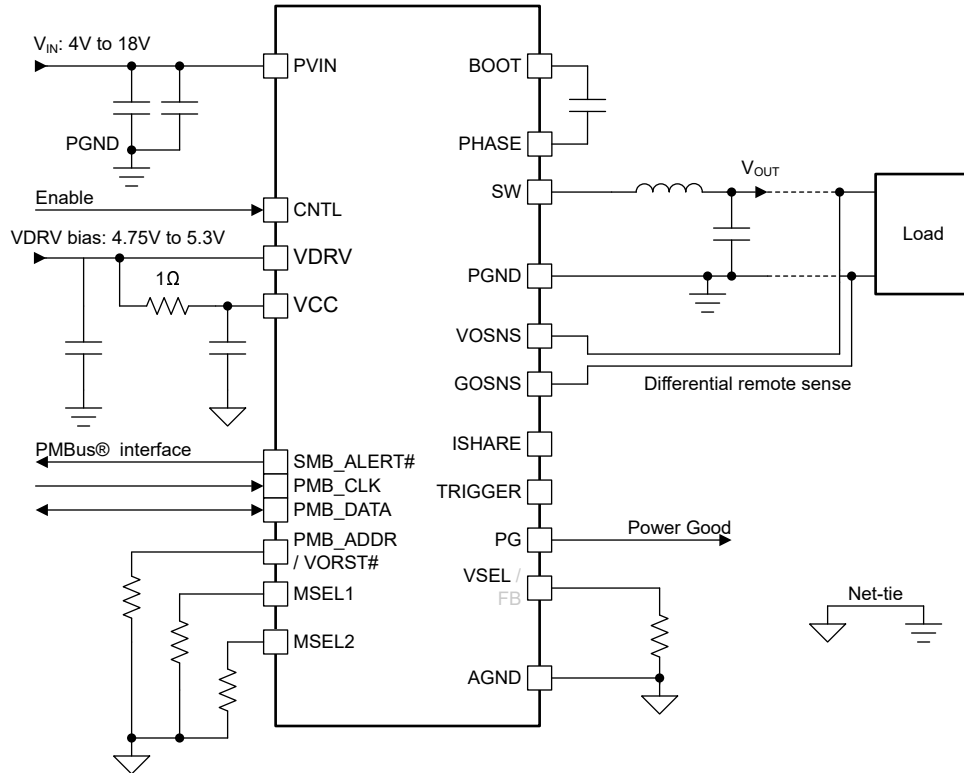 VIN: 4V to 18V
PVIN
PGND
Enable
CNTL
VDRV bias: 4.75V to 5.3V
VDRV
1Ω
VCC
PMBus® interface
SMB_ALERT#
PMB_CLK
PMB_DATA
PMB_ADDR
/ VORST#
MSEL1
MSEL2
BOOT
PHASE
SW
VOUT
Load
PGND
VOSNS
GOSNS
Differential remote sense
ISHARE
TRIGGER
PG
Power Good
VSEL /
FB
AGND
Net-tie